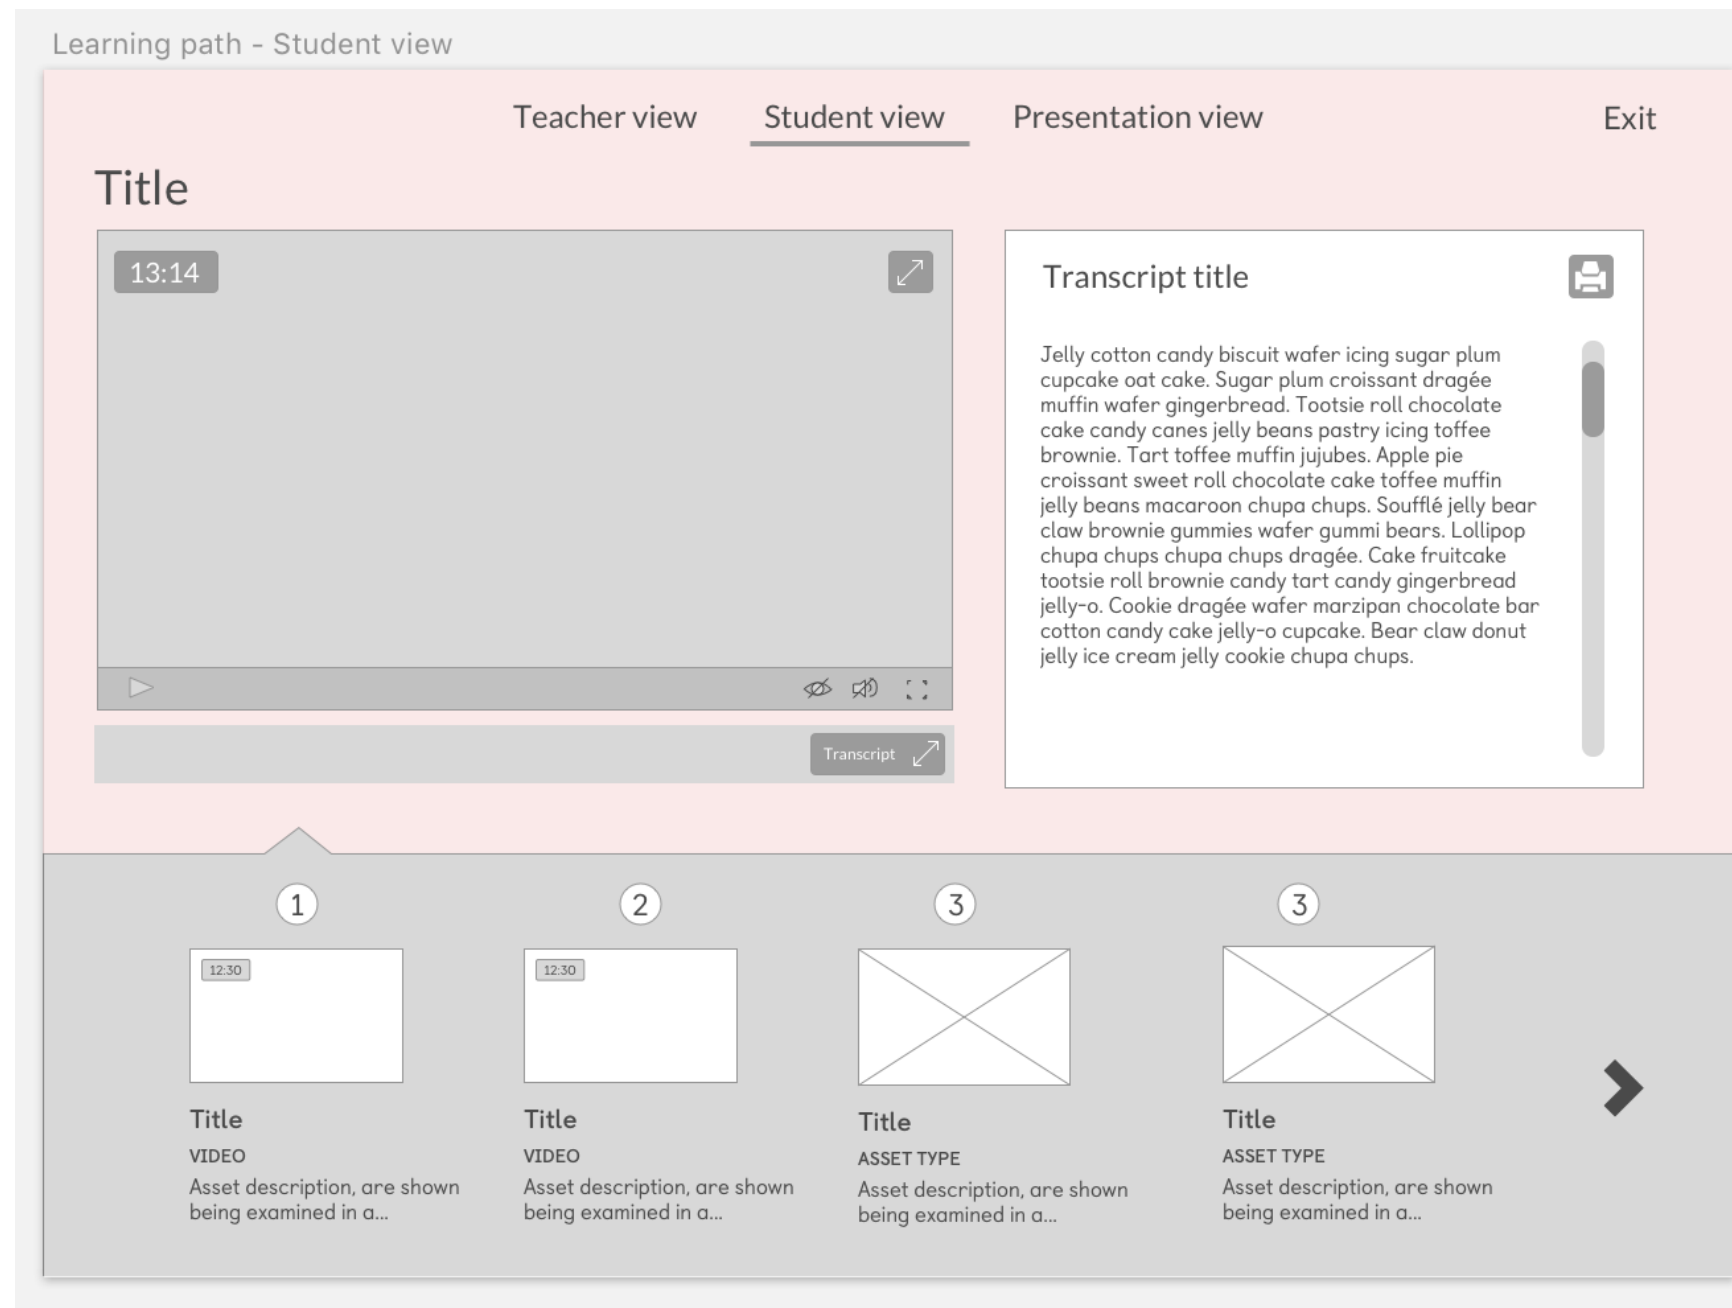 Learning path - Student view
Teacher view
Student view
Presentation view
Exit
Title
13:14
Transcript
Transcript title
Jelly cotton candy biscuit wafer icing sugar plum
cupcake oat cake. Sugar plum croissant dragée
muffin wafer gingerbread. Tootsie roll chocolate
cake candy canes jelly beans pastry icing toffee
brownie. Tart toffee muffin jujubes. Apple pie
croissant sweet roll chocolate cake toffee muffin
jelly beans macaroon chupa chups. Soufflé jelly bear
claw brownie gummies wafer gummi bears. Lollipop
chupa chups chupa chups dragée. Cake fruitcake
tootsie roll brownie candy tart candy gingerbread
jelly-o. Cookie dragée wafer marzipan chocolate bar
cotton candy cake jelly-o cupcake. Bear claw donut
jelly ice cream jelly cookie chupa chups.
1
12:30
Title
VIDEO
Asset description, are shown
being examined in a...
2
12:30
Title
VIDEO
Asset description, are shown
being examined in a...
3
Title
ASSET TYPE
Asset description, are shown
being examined in a...
3
Title
ASSET TYPE
Asset description, are shown
being examined in a...